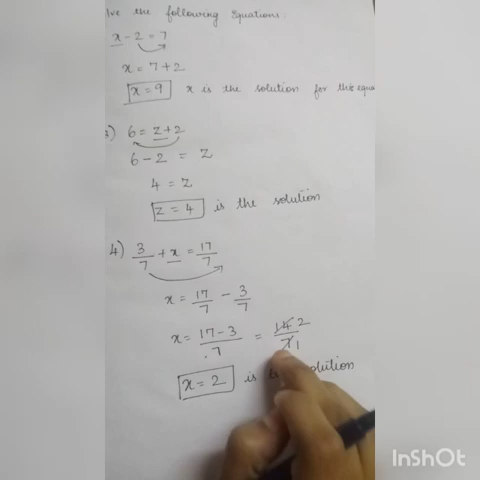 the following Equations:
x - 2 = 7
x = 7 + 2
x = 9 x is the solution for the equa
6 = z + 2
6 - 2 = z
4 = z
z = 4 is the solution
4) 3/7 + x = 17/7
x = 17/7 - 3/7
x = 17 - 3/7 = 14 2/7 1
x = 2 is solution
InShOt